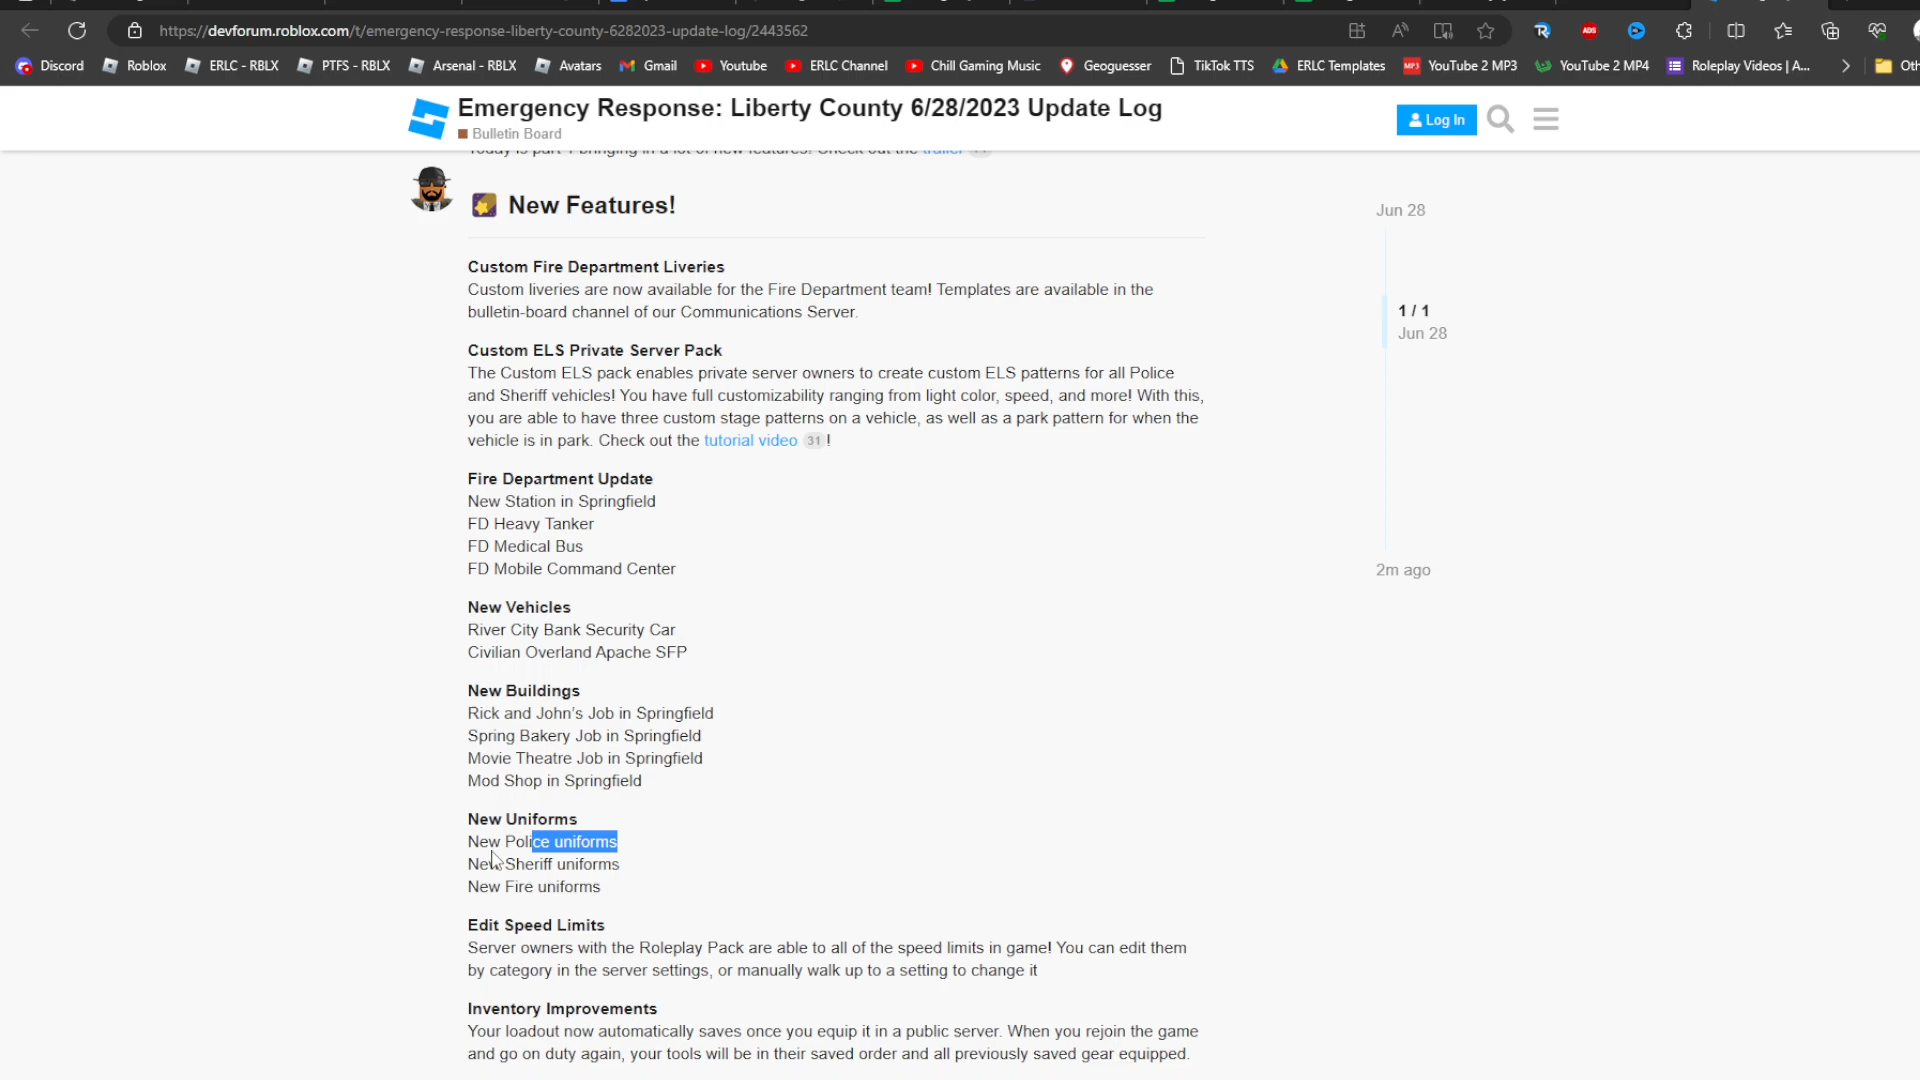 https://devforum.roblox.com/t/emergency-response-liberty-county-6282023-update-log/2443562
Discord Roblox ERLC - RBLX PTFS - RBLX Arsenal - RBLX Avatars Gmail Youtube ERLC Channel Chill Gaming Music Geoguesser TikTok TTS ERLC Templates YouTube 2 MP3 YouTube 2 MP4 Roleplay Videos | A... Oth
Emergency Response: Liberty County 6/28/2023 Update Log
Bulletin Board
Log In
New Features!
Jun 28
Custom Fire Department Liveries
Custom liveries are now available for the Fire Department team! Templates are available in the
bulletin-board channel of our Communications Server.
1 / 1
Jun 28
Custom ELS Private Server Pack
The Custom ELS pack enables private server owners to create custom ELS patterns for all Police
and Sheriff vehicles! You have full customizability ranging from light color, speed, and more! With this,
you are able to have three custom stage patterns on a vehicle, as well as a park pattern for when the
vehicle is in park. Check out the tutorial video 31 !
Fire Department Update
New Station in Springfield
FD Heavy Tanker
FD Medical Bus
FD Mobile Command Center
2m ago
New Vehicles
River City Bank Security Car
Civilian Overland Apache SFP
New Buildings
Rick and John's Job in Springfield
Spring Bakery Job in Springfield
Movie Theatre Job in Springfield
Mod Shop in Springfield
New Uniforms
New Police uniforms
New Sheriff uniforms
New Fire uniforms
Edit Speed Limits
Server owners with the Roleplay Pack are able to all of the speed limits in game! You can edit them
by category in the server settings, or manually walk up to a setting to change it
Inventory Improvements
Your loadout now automatically saves once you equip it in a public server. When you rejoin the game
and go on duty again, your tools will be in their saved order and all previously saved gear equipped.